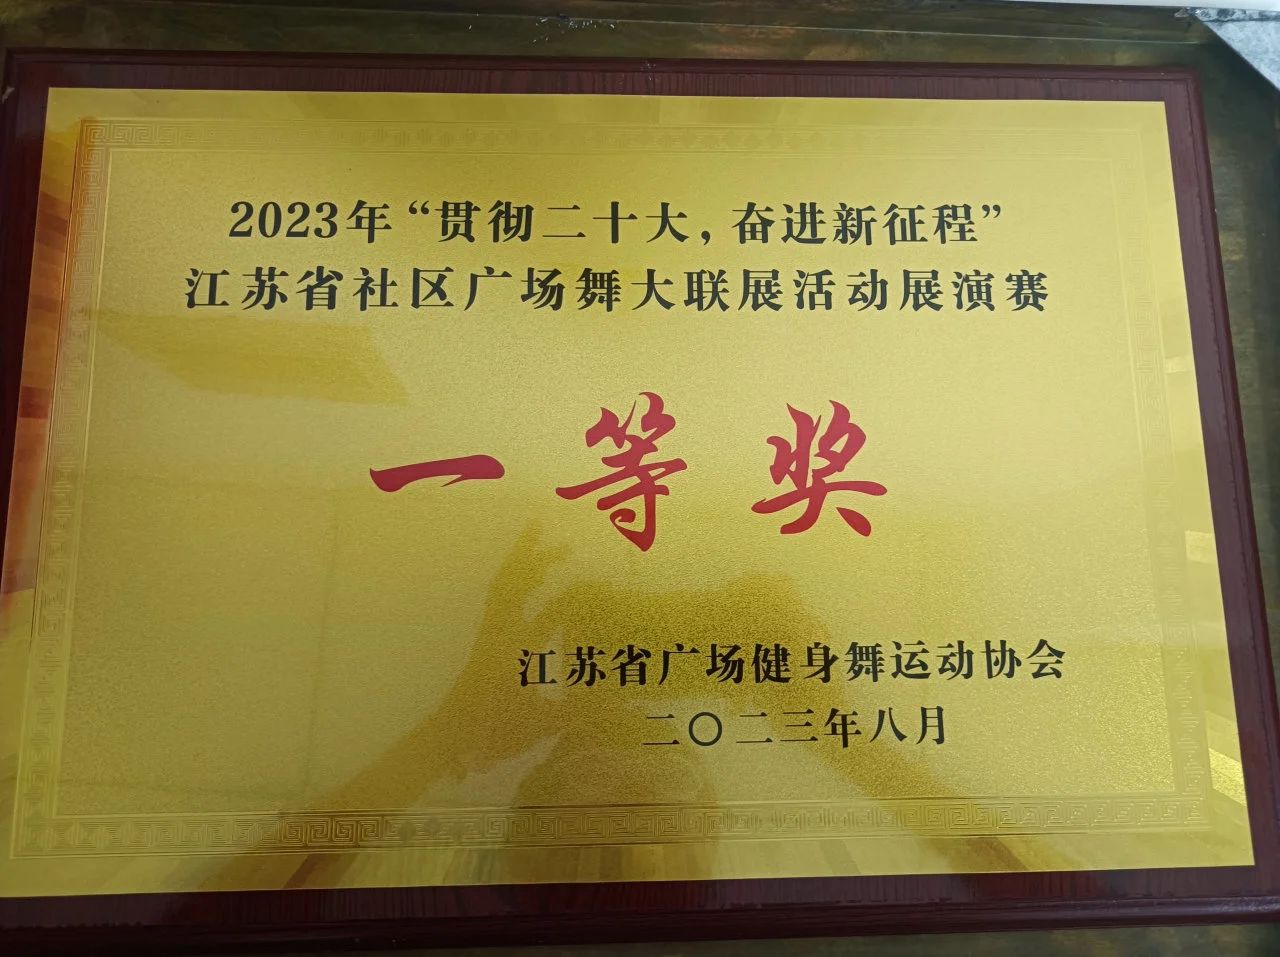 2023年“贯彻二十大，奋进新征程”
江苏省社区广场舞大联展活动展演赛
一等奖
江苏省广场健身舞运动协会
二〇二三年八月